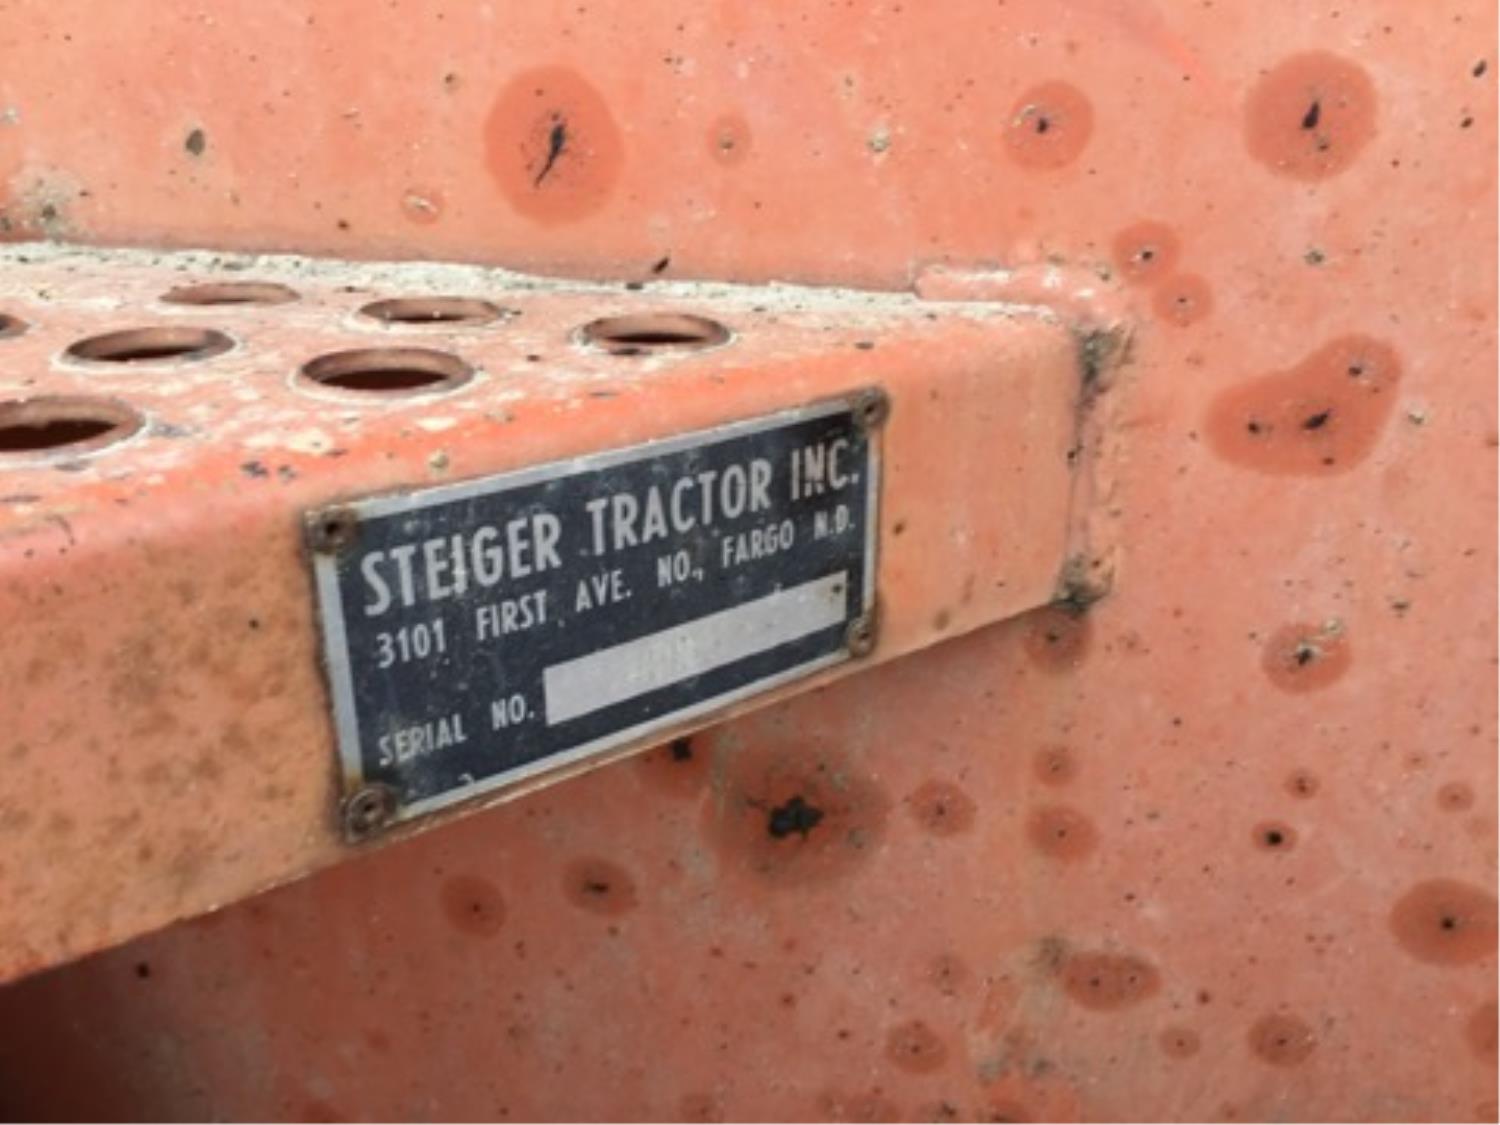 STEIGER TRACTOR INC.
3101 FIRST AVE. NO., FARGO N.D.
SERIAL NO.